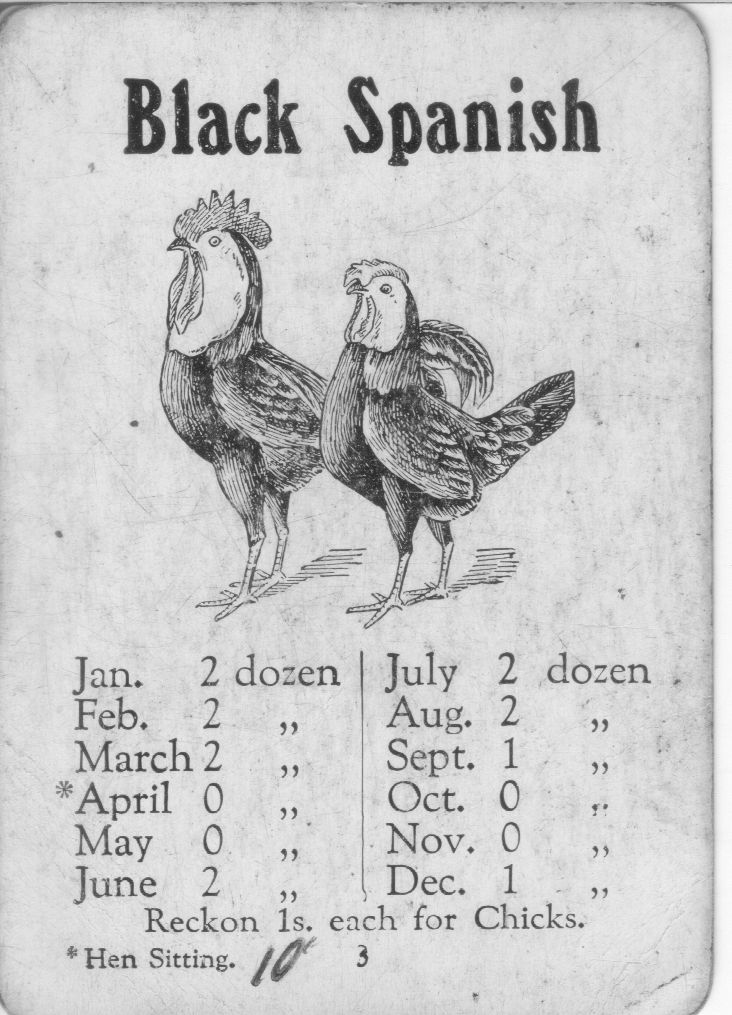 Black Spanish
Jan. 2 dozen July 2 dozen
Feb. 2 ,, Aug. 2 ,,
March 2 ,, Sept. 1 ,,
*April 0 ,, Oct. 0 ,,
May 0 ,, Nov. 0 ,,
June 2 ,, Dec. 1 ,,
Reckon 1s. each for Chicks.
*Hen Sitting. 10 3